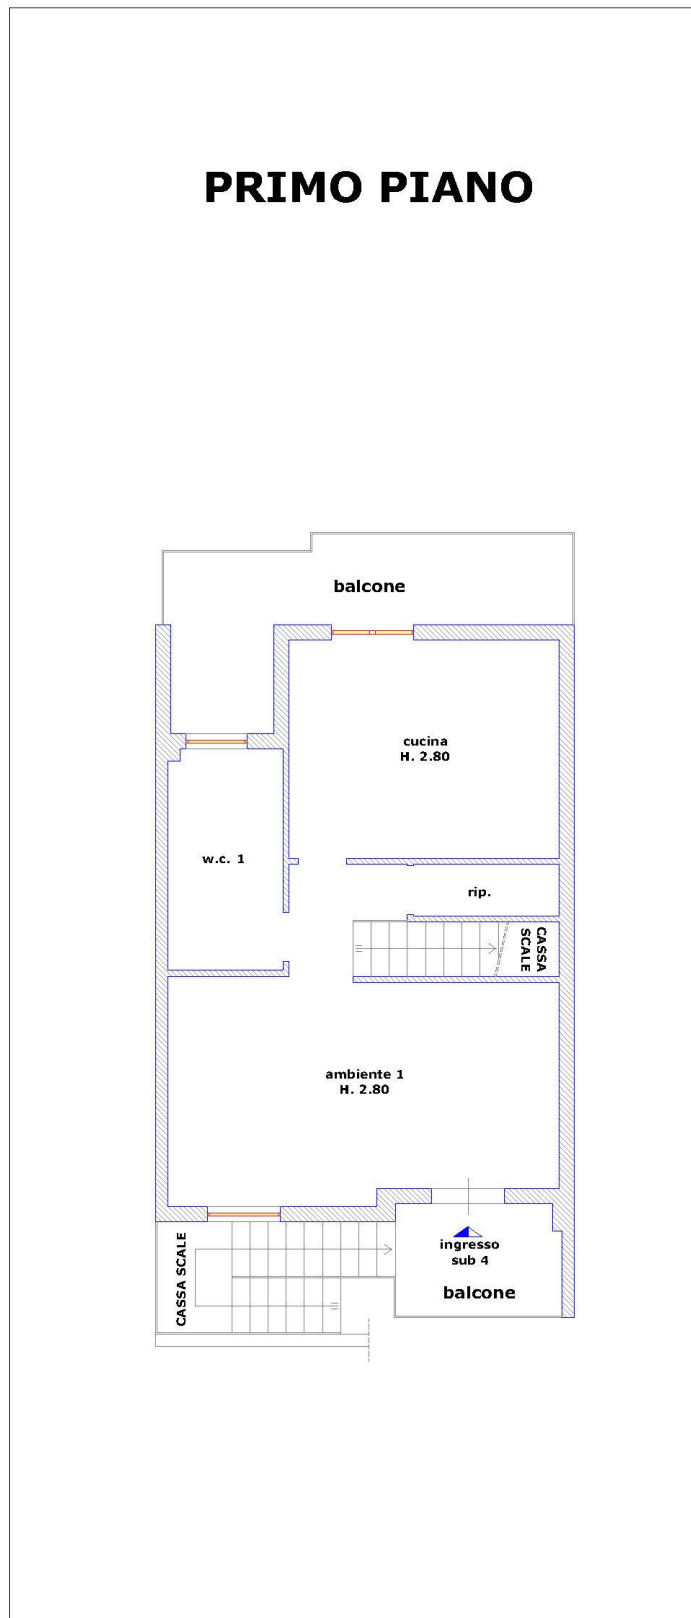 PRIMO PIANO
balcone
cucina
H. 2.80
w.c. 1
rip.
CASSA
SCALE
ambiente 1
H. 2.80
CASSA SCALE
ingresso
sub 4
balcone